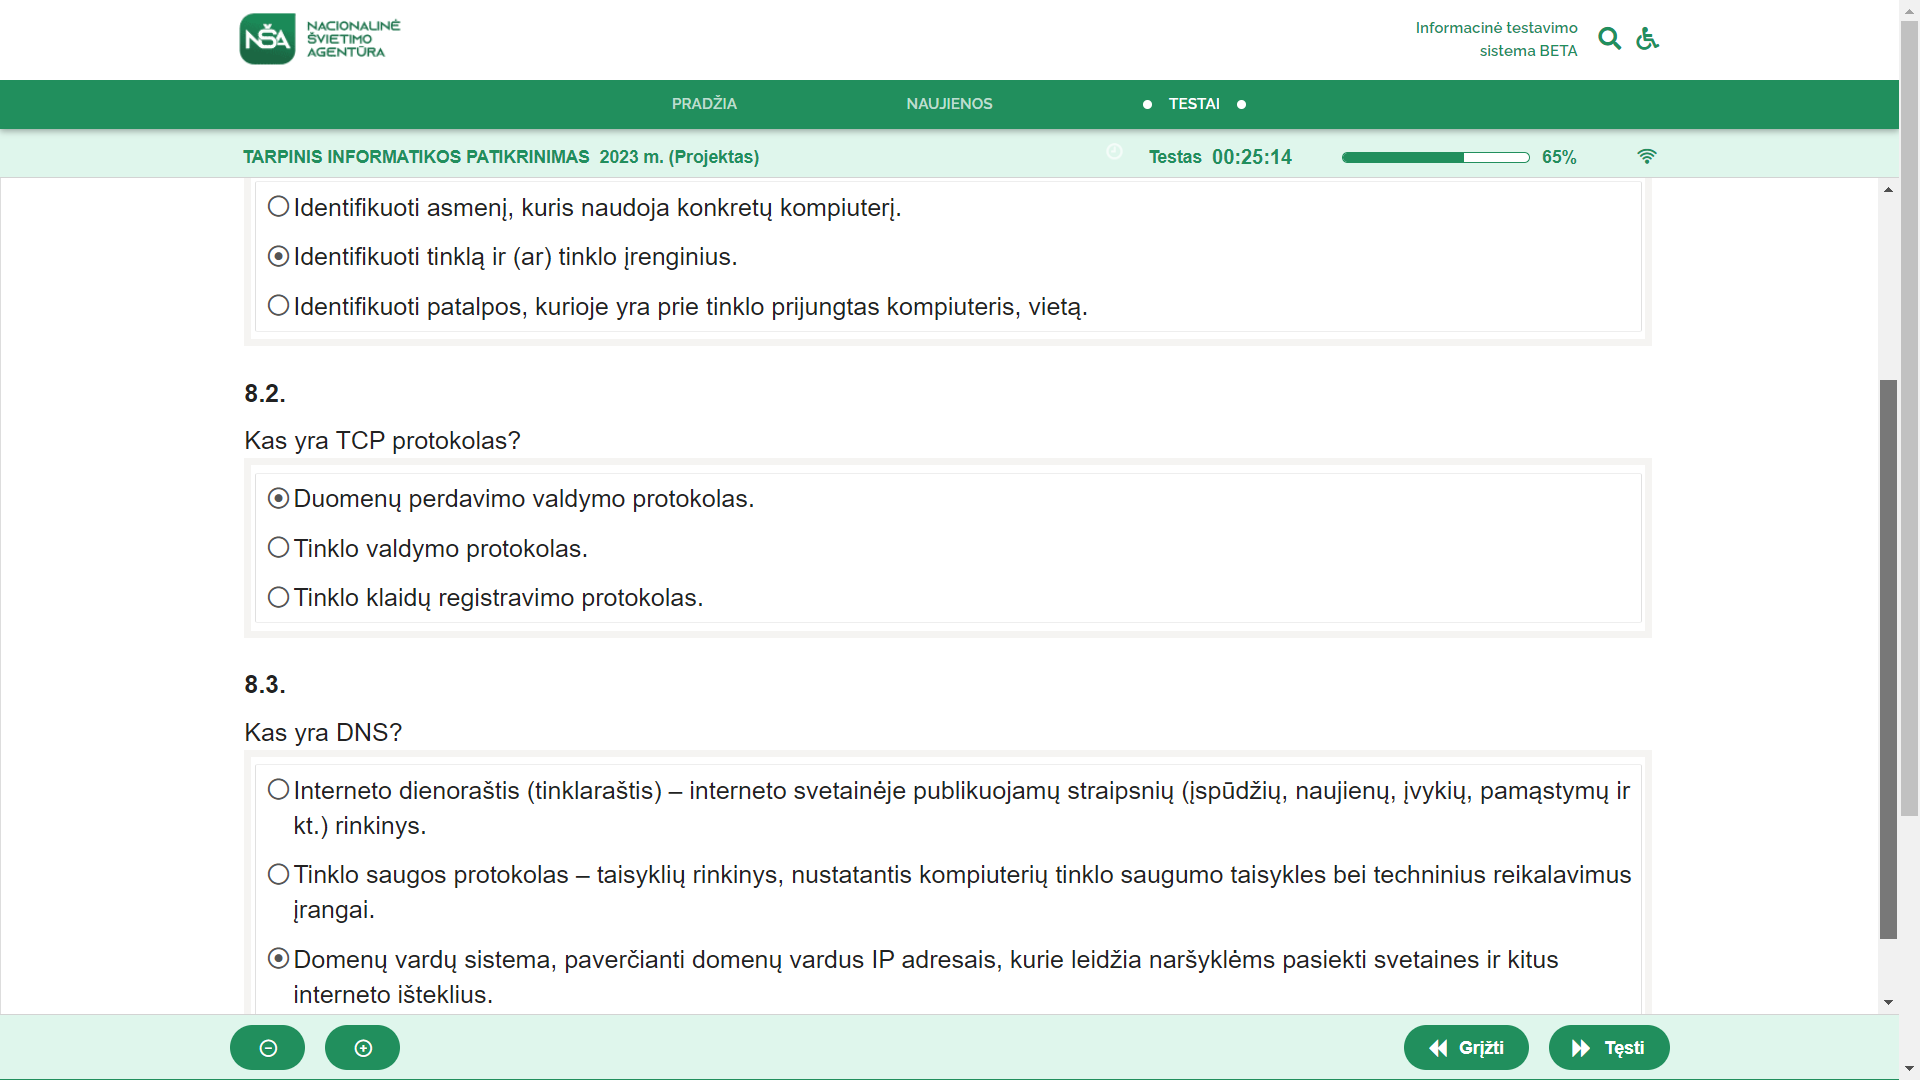 NŠA
NACIONALINĖ
ŠVIETIMO
AGENTŪRA
Informacinė testavimo
sistema BETA
PRADŽIA
NAUJIENOS
TESTAI
TARPINIS INFORMATIKOS PATIKRINIMAS 2023 m. (Projektas)
Testas 00:25:14
65%
Identifikuoti asmenį, kuris naudoja konkretų kompiuterį.
Identifikuoti tinklą ir (ar) tinklo įrenginius.
Identifikuoti patalpos, kurioje yra prie tinklo prijungtas kompiuteris, vietą.
8.2.
Kas yra TCP protokolas?
Duomenų perdavimo valdymo protokolas.
Tinklo valdymo protokolas.
Tinklo klaidų registravimo protokolas.
8.3.
Kas yra DNS?
Interneto dienoraštis (tinklaraštis) – interneto svetainėje publikuojamų straipsnių (įspūdžių, naujienų, įvykių, pamąstymų ir
kt.) rinkinys.
Tinklo saugos protokolas – taisyklių rinkinys, nustatantis kompiuterių tinklo saugumo taisykles bei techninius reikalavimus
įrangai.
Domenų vardų sistema, paverčianti domenų vardus IP adresais, kurie leidžia naršyklėms pasiekti svetaines ir kitus
interneto išteklius.
Grįžti
Tęsti